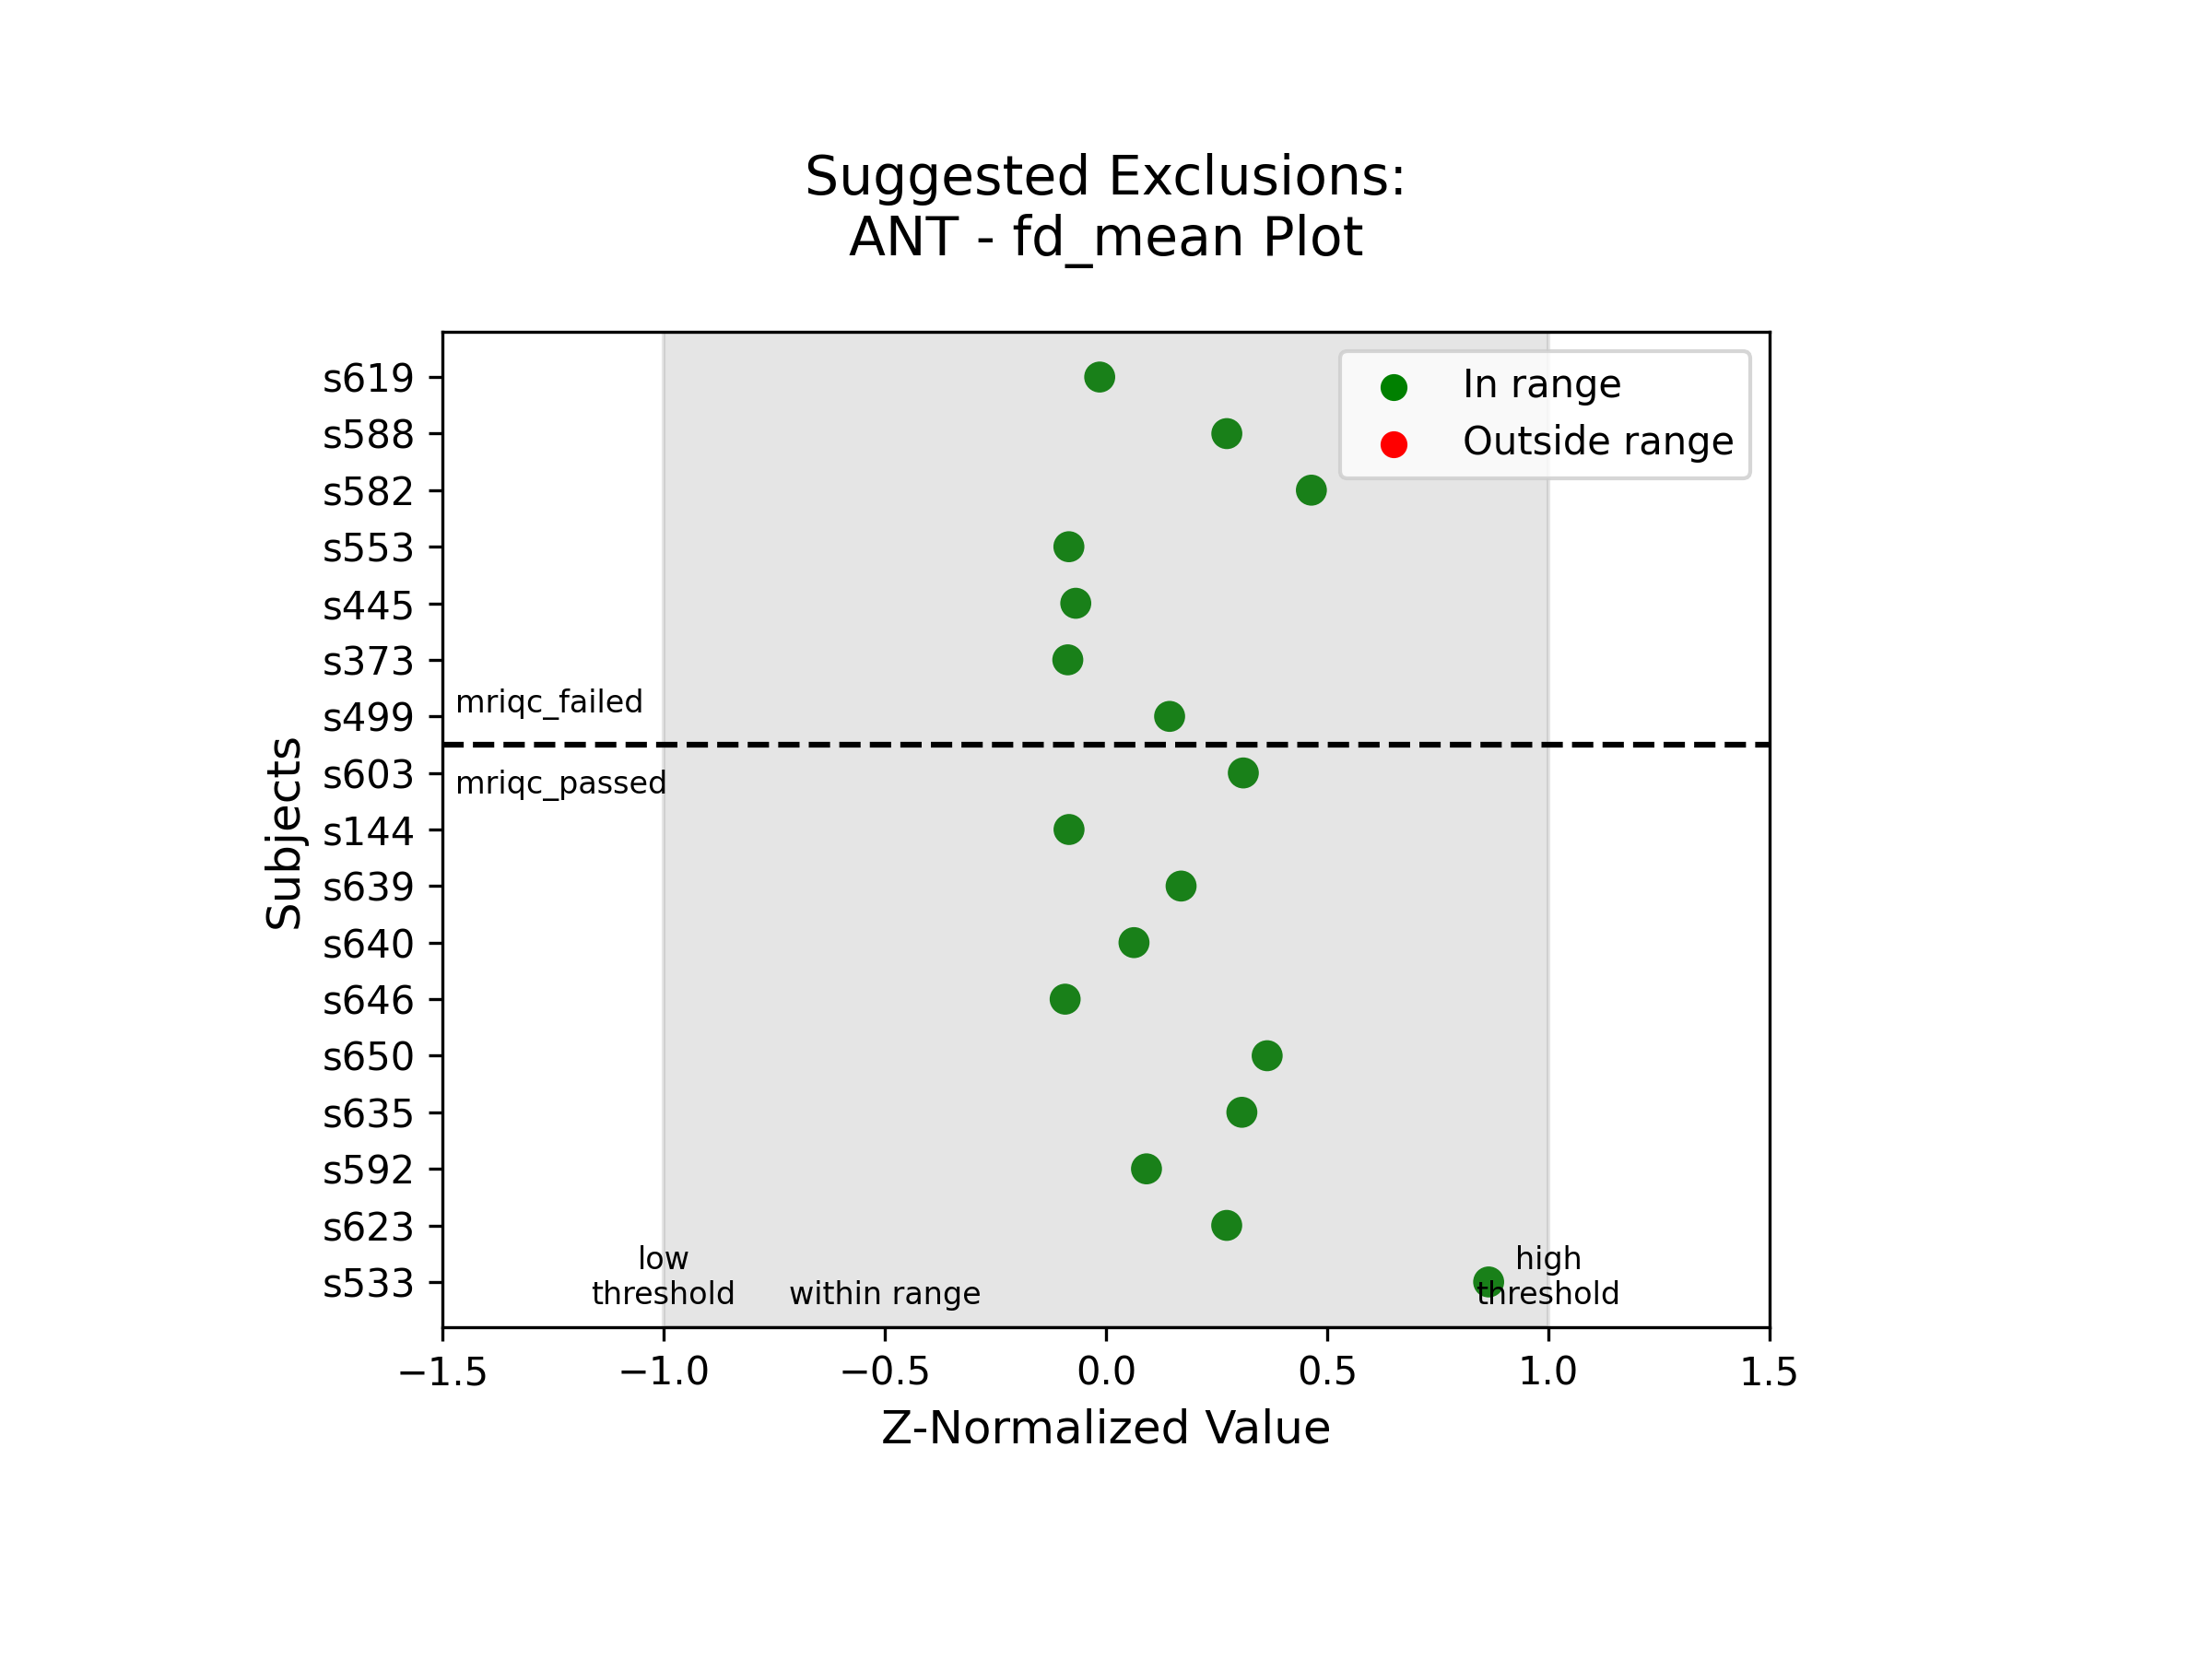 Suggested Exclusions:
ANT - fd_mean Plot
In range
Outside range
s619
s588
s582
s553
s445
s373
mriqc_failed
s499
s603
mriqc_passed
s144
s639
s640
s646
s650
s635
s592
s623
s533
Subjects
low
threshold
within range
high
threshold
−1.5
−1.0
−0.5
0.0
0.5
1.0
1.5
Z-Normalized Value